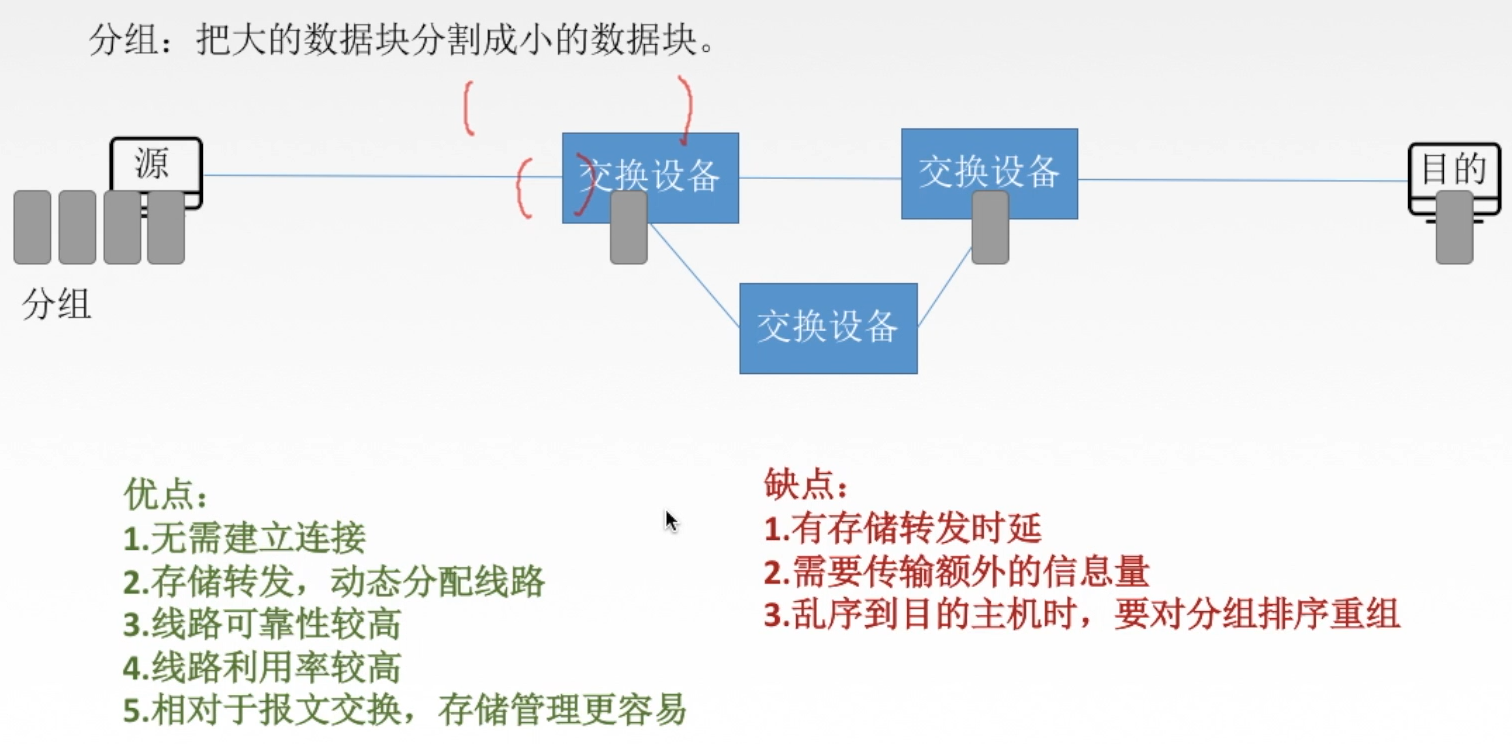 分组：把大的数据块分割成小的数据块。
源
交换设备
交换设备
目的
分组
交换设备
优点：
1.无需建立连接
2.存储转发，动态分配线路
3.线路可靠性较高
4.线路利用率较高
5.相对于报文交换，存储管理更容易
缺点：
1.有存储转发时延
2.需要传输额外的信息量
3.乱序到目的主机时，要对分组排序重组